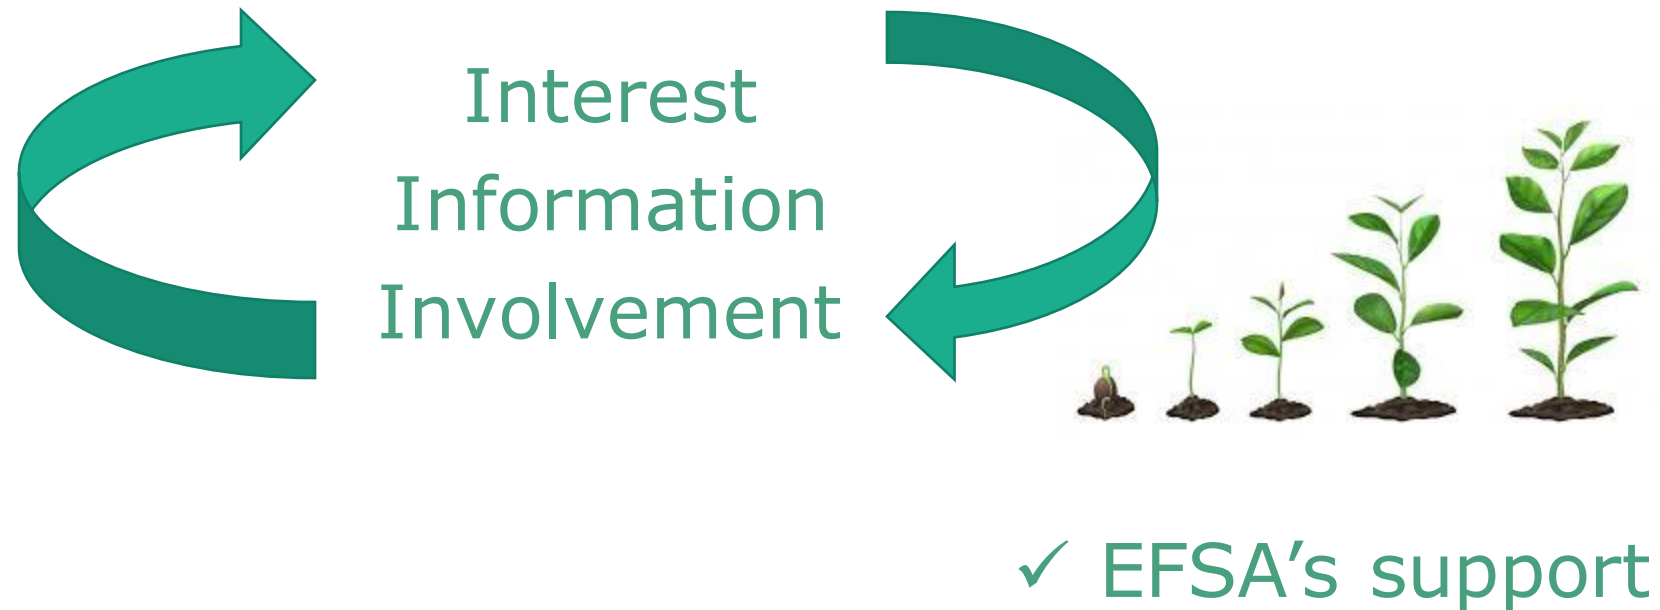 Interest
Information
Involvement
✓ EFSA’s support